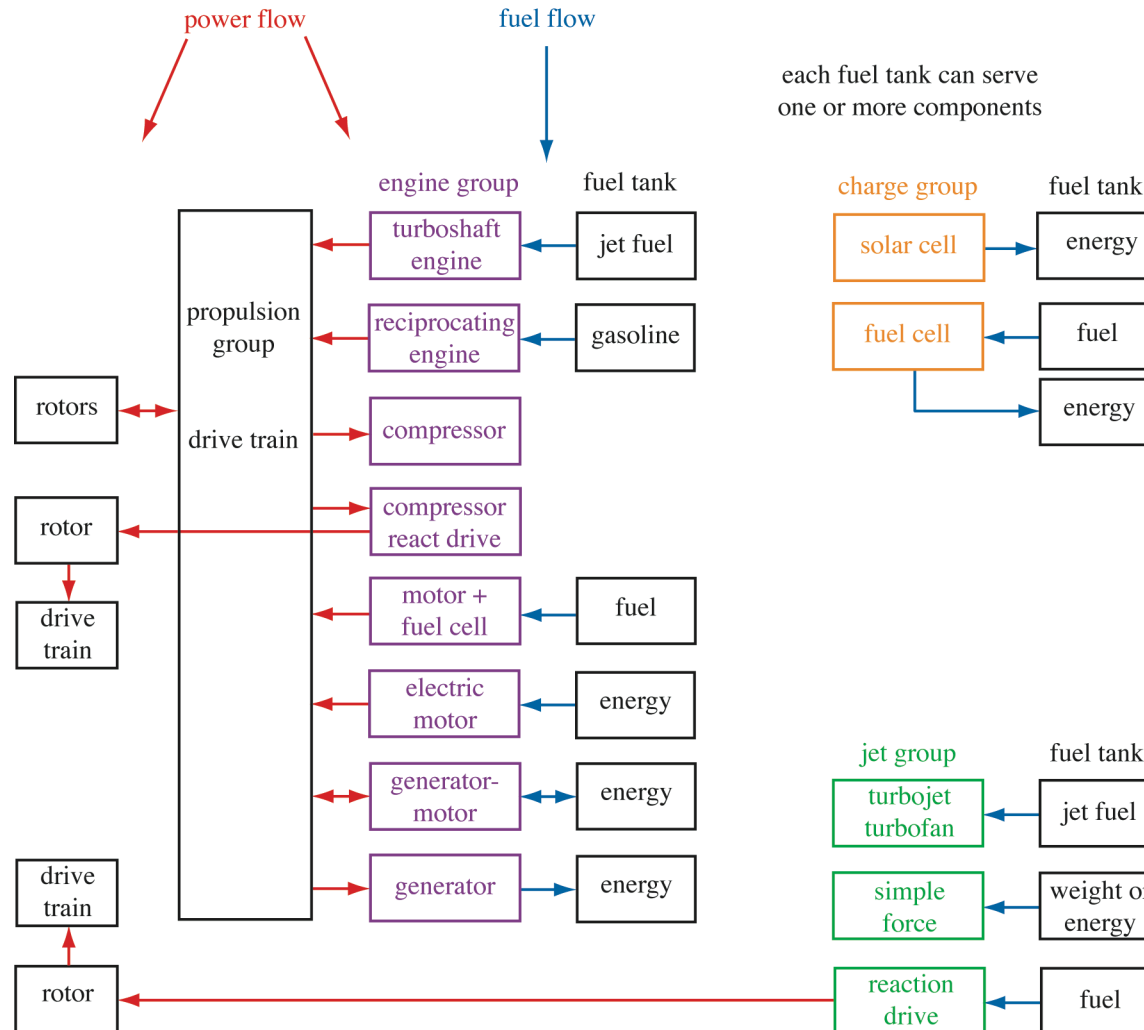 power flow
fuel flow
each fuel tank can serve
one or more components
engine group
fuel tank
charge group
fuel tank
turboshaft
engine
jet fuel
solar cell
energy
propulsion
group
reciprocating
engine
gasoline
fuel cell
fuel
rotors
drive train
compressor
energy
rotor
compressor
react drive
drive
train
motor +
fuel cell
fuel
electric
motor
energy
jet group
fuel tank
generator-
motor
energy
turbojet
turbofan
jet fuel
drive
train
generator
energy
simple
force
weight or
energy
rotor
reaction
drive
fuel